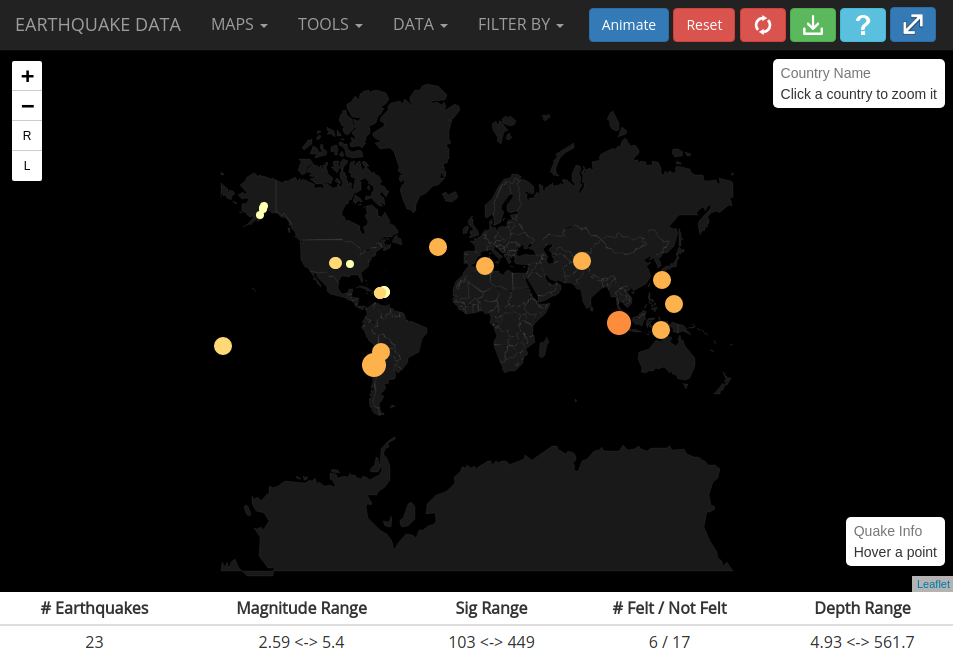 EARTHQUAKE DATA MAPS TOOLS DATA FILTER BY Animate Reset ?
+
−
R
L
Country Name
Click a country to zoom it
Quake Info
Hover a point
Leaflet
# Earthquakes Magnitude Range Sig Range # Felt / Not Felt Depth Range
23 2.59 <-> 5.4 103 <-> 449 6 / 17 4.93 <-> 561.7